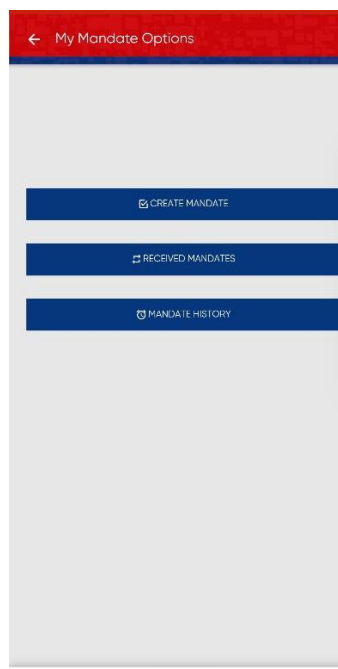 My Mandate Options
CREATE MANDATE
RECEIVED MANDATES
MANDATE HISTORY